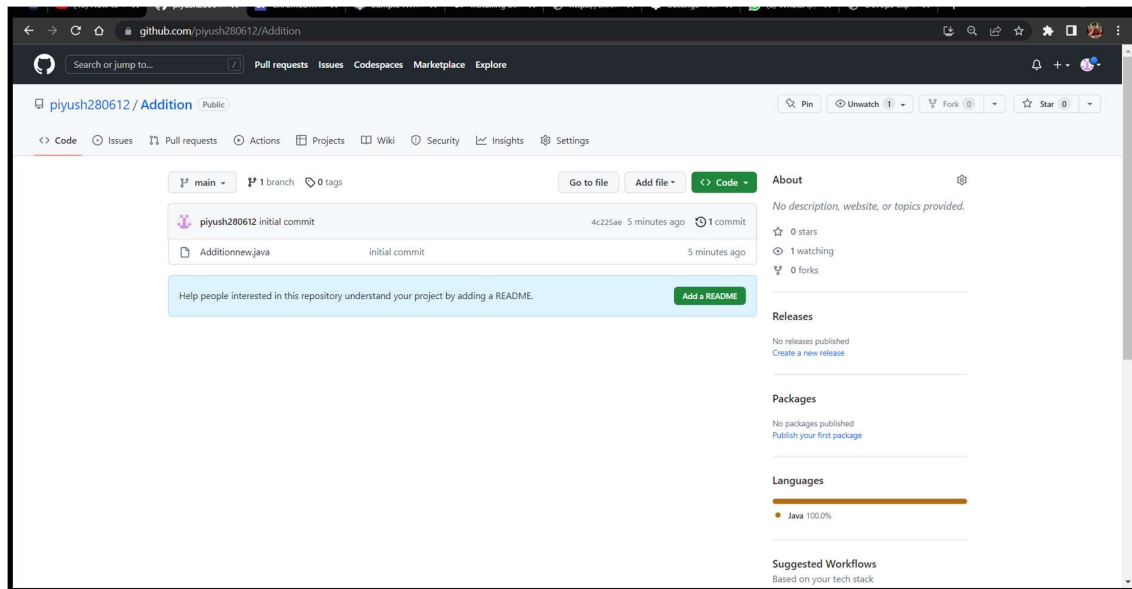 github.com/piyush280612/Addition
Search or jump to... / Pull requests Issues Codespaces Marketplace Explore
piyush280612 / Addition Public
Pin Unwatch 1 Fork 0 Star 0
<> Code Issues Pull requests Actions Projects Wiki Security Insights Settings
main 1 branch 0 tags Go to file Add file <> Code
piyush280612 initial commit 4c225ae 5 minutes ago 1 commit
Additionnew.java initial commit 5 minutes ago
Help people interested in this repository understand your project by adding a README. Add a README
About
No description, website, or topics provided.
0 stars
1 watching
0 forks
Releases
No releases published
Create a new release
Packages
No packages published
Publish your first package
Languages
Java 100.0%
Suggested Workflows
Based on your tech stack